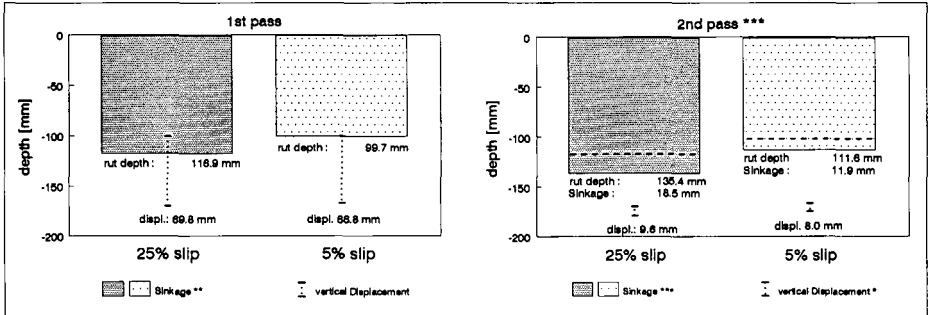 1st pass
0
-50
-100
-150
-200
depth [mm]
rut depth : 116.9 mm
99.7 mm
rut depth :
displ.: 69.8 mm
displ.: 66.8 mm
25% slip
5% slip
Sinkage **
vertical Displacement
2nd pass ***
0
-50
-100
-150
-200
depth [mm]
rut depth : 135.4 mm
Sinkage : 18.5 mm
rut depth 111.6 mm
Sinkage : 11.9 mm
displ.: 9.6 mm
displ. 8.0 mm
25% slip
5% slip
Sinkage ***
vertical Displacement *